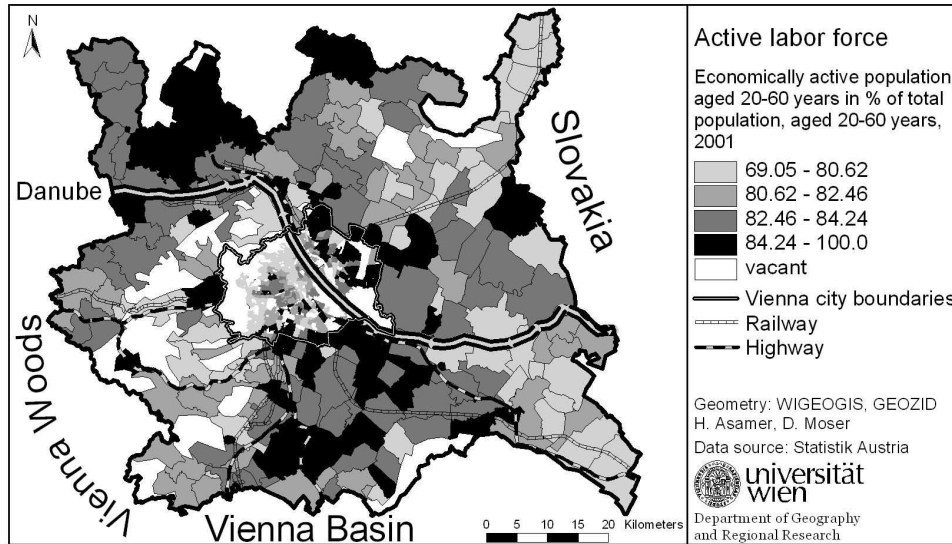 N
Danube
Slovakia
Vienna Woods
Vienna Basin
0 5 10 15 20 Kilometers
Active labor force
Economically active population
aged 20-60 years in % of total
population, aged 20-60 years,
2001
69.05 - 80.62
80.62 - 82.46
82.46 - 84.24
84.24 - 100.0
vacant
Vienna city boundaries
Railway
Highway
Geometry: WIGEOGIS, GEOZID
H. Asamer, D. Moser
Data source: Statistik Austria
universität
wien
Department of Geography
and Regional Research